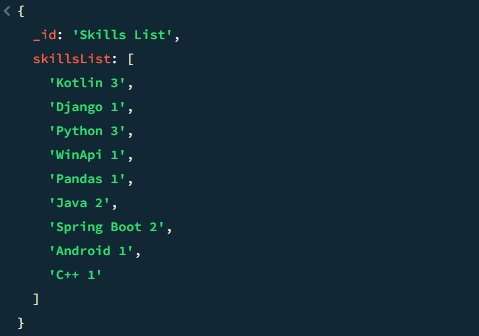 {
_id: 'Skills List',
skillsList: [
'Kotlin 3',
'Django 1',
'Python 3',
'WinApi 1',
'Pandas 1',
'Java 2',
'Spring Boot 2',
'Android 1',
'C++ 1'
]
}